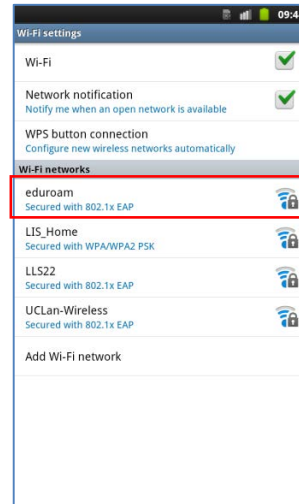 09:4
Wi-Fi settings
Wi-Fi
Network notification
Notify me when an open network is available
WPS button connection
Configure new wireless networks automatically
Wi-Fi networks
eduroam
Secured with 802.1x EAP
LIS_Home
Secured with WPA/WPA2 PSK
LLS22
Secured with 802.1x EAP
UCLan-Wireless
Secured with 802.1x EAP
Add Wi-Fi network